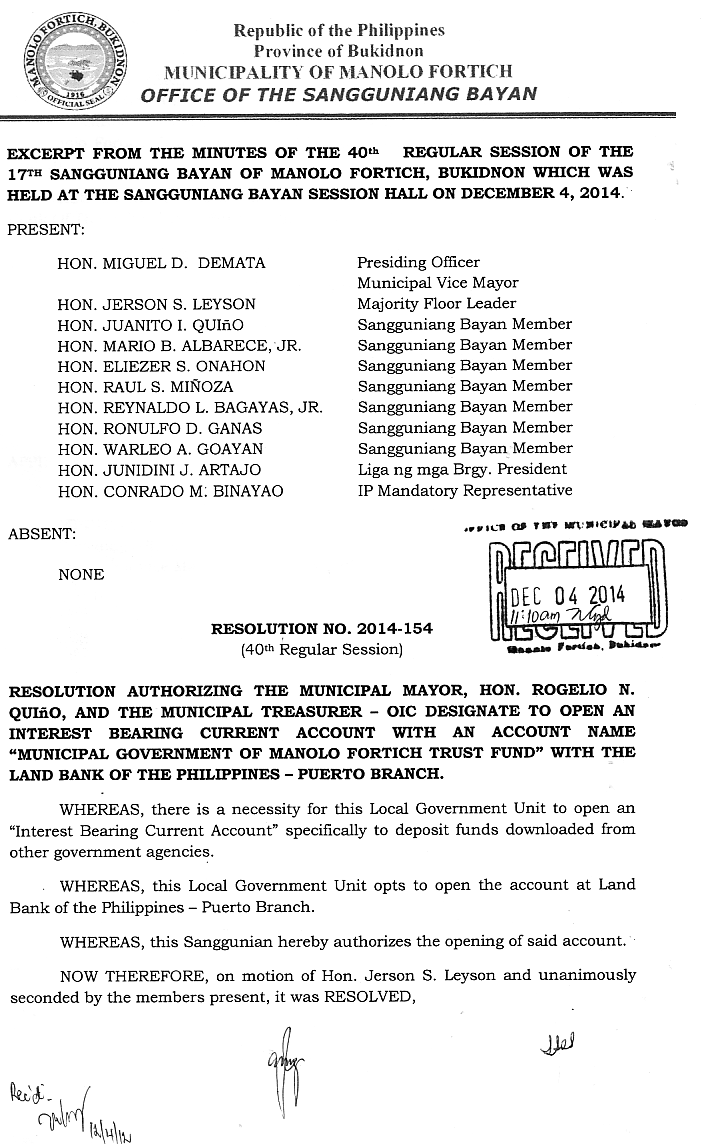 MANOLO FORTICH, BUKIDNON
1916
OFFICIAL SEAL
Republic of the Philippines
Province of Bukidnon
MUNICIPALITY OF MANOLO FORTICH
OFFICE OF THE SANGGUNIANG BAYAN
EXCERPT FROM THE MINUTES OF THE 40th REGULAR SESSION OF THE
17TH SANGGUNIANG BAYAN OF MANOLO FORTICH, BUKIDNON WHICH WAS
HELD AT THE SANGGUNIANG BAYAN SESSION HALL ON DECEMBER 4, 2014.
PRESENT:
HON. MIGUEL D. DEMATA Presiding Officer
Municipal Vice Mayor
HON. JERSON S. LEYSON Majority Floor Leader
HON. JUANITO I. QUIñO Sangguniang Bayan Member
HON. MARIO B. ALBARECE, JR. Sangguniang Bayan Member
HON. ELIEZER S. ONAHON Sangguniang Bayan Member
HON. RAUL S. MIÑOZA Sangguniang Bayan Member
HON. REYNALDO L. BAGAYAS, JR. Sangguniang Bayan Member
HON. RONULFO D. GANAS Sangguniang Bayan Member
HON. WARLEO A. GOAYAN Sangguniang Bayan Member
HON. JUNIDINI J. ARTAJO Liga ng mga Brgy. President
HON. CONRADO M. BINAYAO IP Mandatory Representative
ABSENT:
NONE
OFFICE OF THE MUNICIPAL MAYOR
RECEIVED
DEC 04 2014
11:10am
RECEIVED
Manolo Fortich, Bukidnon
RESOLUTION NO. 2014-154
(40th Regular Session)
RESOLUTION AUTHORIZING THE MUNICIPAL MAYOR, HON. ROGELIO N.
QUIñO, AND THE MUNICIPAL TREASURER – OIC DESIGNATE TO OPEN AN
INTEREST BEARING CURRENT ACCOUNT WITH AN ACCOUNT NAME
“MUNICIPAL GOVERNMENT OF MANOLO FORTICH TRUST FUND” WITH THE
LAND BANK OF THE PHILIPPINES – PUERTO BRANCH.
WHEREAS, there is a necessity for this Local Government Unit to open an
“Interest Bearing Current Account” specifically to deposit funds downloaded from
other government agencies.
WHEREAS, this Local Government Unit opts to open the account at Land
Bank of the Philippines – Puerto Branch.
WHEREAS, this Sanggunian hereby authorizes the opening of said account.
NOW THEREFORE, on motion of Hon. Jerson S. Leyson and unanimously
seconded by the members present, it was RESOLVED,
Rec'd.
12/4/12